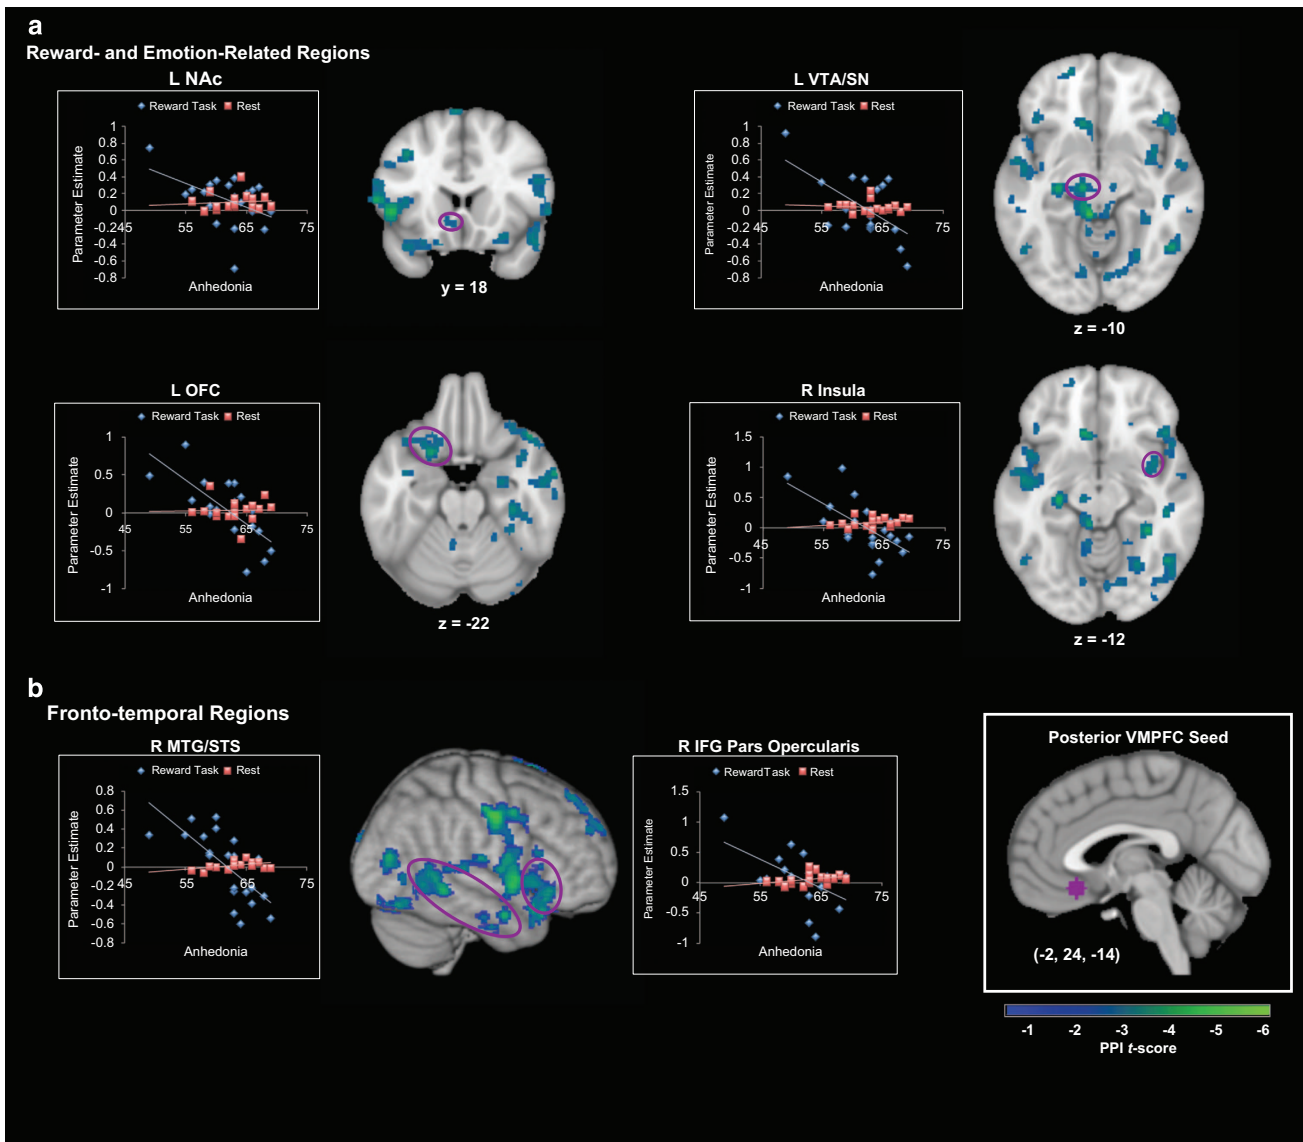 a
Reward- and Emotion-Related Regions
L NAc
Reward Task Rest
Parameter Estimate
1
0.8
0.6
0.4
0.2
0
-0.2
-0.4
-0.6
-0.8
45 55 65 75
Anhedonia
y = 18
L VTA/SN
Reward Task Rest
Parameter Estimate
1
0.8
0.6
0.4
0.2
0
-0.2
-0.4
-0.6
-0.8
45 55 65 75
Anhedonia
z = -10
L OFC
Reward Task Rest
Parameter Estimate
1
0.5
0
-0.5
-1
45 55 65 75
Anhedonia
z = -22
R Insula
Reward Task Rest
Parameter Estimate
1.5
1
0.5
0
-0.5
-1
45 55 65 75
Anhedonia
z = -12
b
Fronto-temporal Regions
R MTG/STS
Reward Task Rest
Parameter Estimate
0.8
0.6
0.4
0.2
0
-0.2
-0.4
-0.6
-0.8
45 55 65 75
Anhedonia
R IFG Pars Opercularis
RewardTask Rest
Parameter Estimate
1.5
1
0.5
0
-0.5
-1
45 55 65 75
Anhedonia
Posterior VMPFC Seed
(-2, 24, -14)
-1 -2 -3 -4 -5 -6
PPI t-score